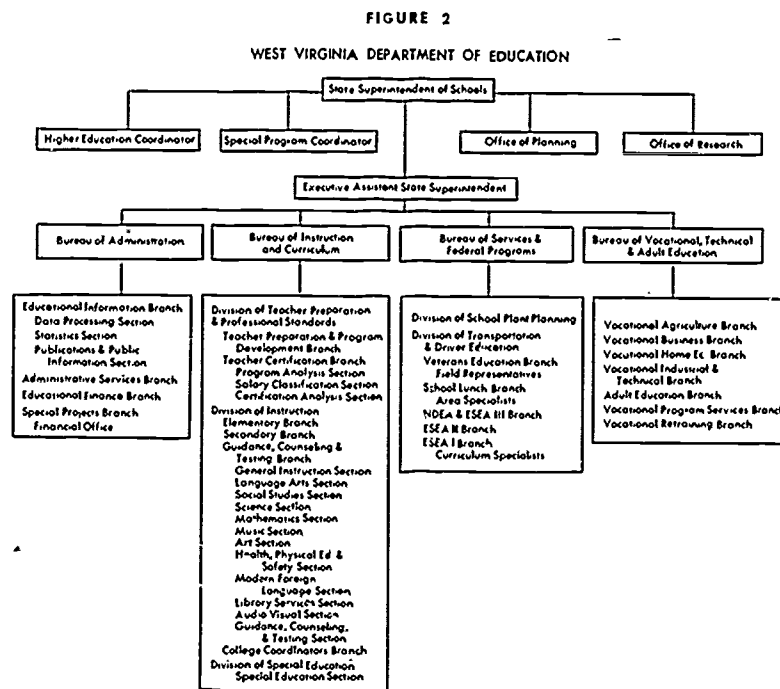 FIGURE 2
WEST VIRGINIA DEPARTMENT OF EDUCATION
State Superintendent of Schools
Higher Education Coordinator
Special Program Coordinator
Office of Planning
Office of Research
Executive Assistant State Superintendent
Bureau of Administration
Bureau of Instruction
and Curriculum
Bureau of Services &
Federal Programs
Bureau of Vocational, Technical
& Adult Education
Educational Information Branch
Data Processing Section
Statistics Section
Publications & Public
Information Section
Administrative Services Branch
Educational Finance Branch
Special Projects Branch
Financial Office
Division of Teacher Preparation
& Professional Standards
Teacher Preparation & Program
Development Branch
Teacher Certification Branch
Program Analysis Section
Salary Classification Section
Certification Analysis Section
Division of Instruction
Elementary Branch
Secondary Branch
Guidance, Counseling &
Testing Branch
General Instruction Section
Language Arts Section
Social Studies Section
Science Section
Mathematics Section
Music Section
Art Section
Health, Physical Ed &
Safety Section
Modern Foreign
Language Section
Library Services Section
Audio Visual Section
Guidance, Counseling,
& Testing Section
College Coordinators Branch
Division of Special Education
Special Education Section
Division of School Plant Planning
Division of Transportation
& Driver Education
Veterans Education Branch
Field Representatives
School Lunch Branch
Area Specialists
NDEA & ESEA III Branch
ESEA II Branch
ESEA I Branch
Curriculum Specialists
Vocational Agriculture Branch
Vocational Business Branch
Vocational Home Ec. Branch
Vocational Industrial &
Technical Branch
Adult Education Branch
Vocational Program Services Branch
Vocational Retraining Branch